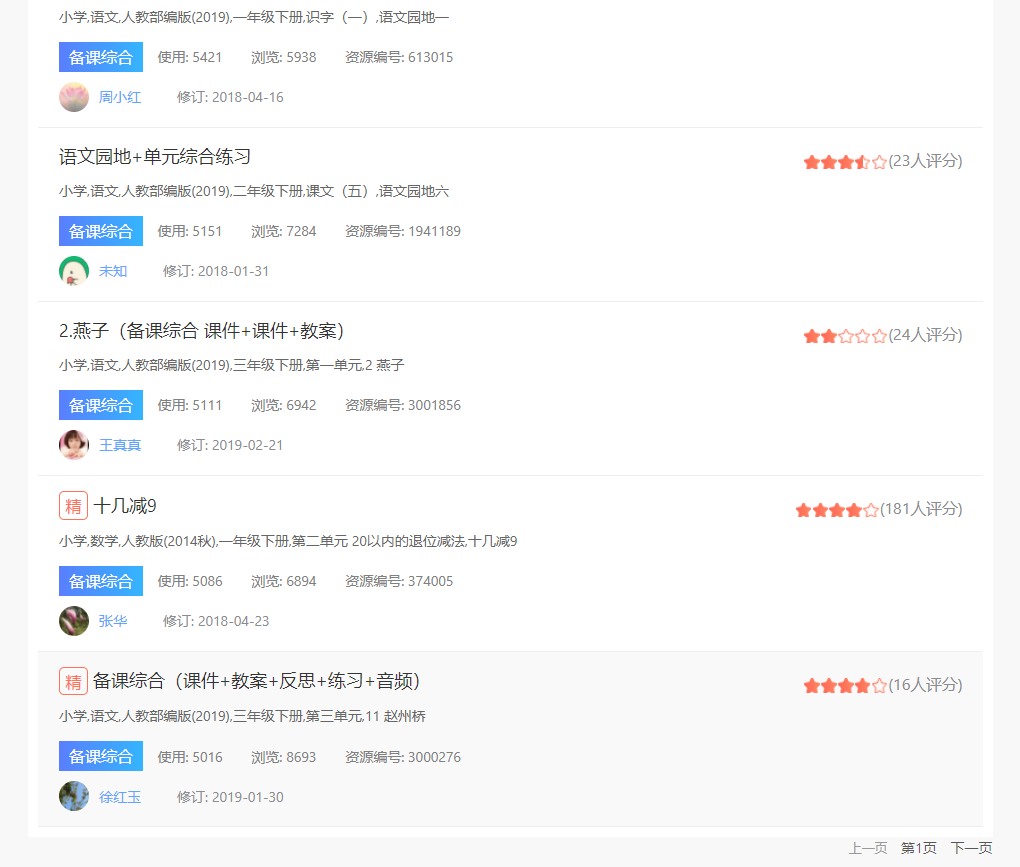 小学,语文,人教部编版(2019),一年级下册,识字（一）,语文园地一
备课综合 使用: 5421 浏览: 5938 资源编号: 613015
周小红 修订: 2018-04-16
语文园地+单元综合练习 (23人评分)
小学,语文,人教部编版(2019),二年级下册,课文（五）,语文园地六
备课综合 使用: 5151 浏览: 7284 资源编号: 1941189
未知 修订: 2018-01-31
2.燕子（备课综合 课件+课件+教案） (24人评分)
小学,语文,人教部编版(2019),三年级下册,第一单元,2 燕子
备课综合 使用: 5111 浏览: 6942 资源编号: 3001856
王真真 修订: 2019-02-21
精 十几减9 (181人评分)
小学,数学,人教版(2014秋),一年级下册,第二单元 20以内的退位减法,十几减9
备课综合 使用: 5086 浏览: 6894 资源编号: 374005
张华 修订: 2018-04-23
精 备课综合（课件+教案+反思+练习+音频） (16人评分)
小学,语文,人教部编版(2019),三年级下册,第三单元,11 赵州桥
备课综合 使用: 5016 浏览: 8693 资源编号: 3000276
徐红玉 修订: 2019-01-30
上一页 第1页 下一页